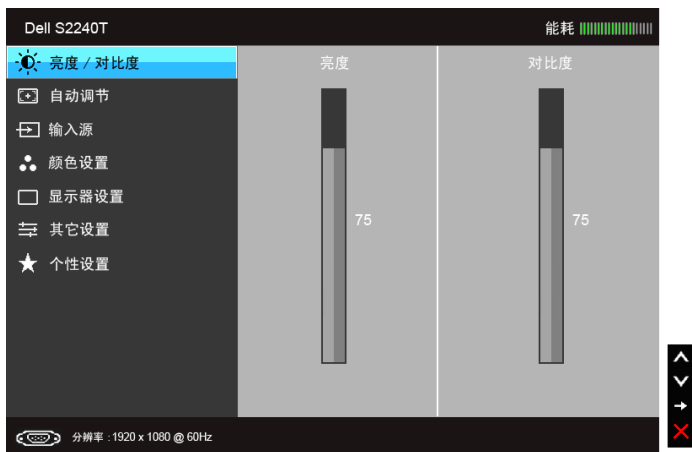 Dell S2240T
能耗
亮度 / 对比度
自动调节
输入源
颜色设置
显示器设置
其它设置
个性设置
亮度
75
对比度
75
分辨率 : 1920 x 1080 @ 60Hz